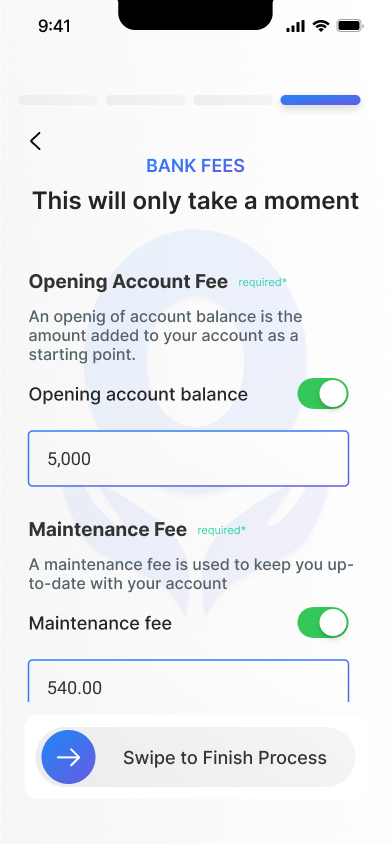 9:41
BANK FEES
This will only take a moment
Opening Account Fee required*
An openig of account balance is the
amount added to your account as a
starting point.
Opening account balance
5,000
Maintenance Fee required*
A maintenance fee is used to keep you up-
to-date with your account
Maintenance fee
540.00
Swipe to Finish Process